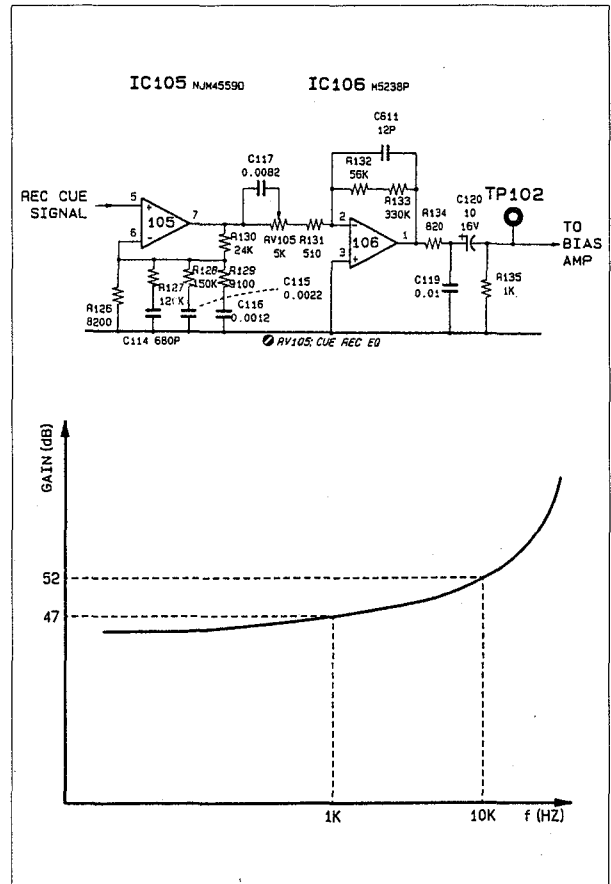 IC105 NJM4559D
IC106 M5238P
C611
12P
C117
0.0082
R132
56K
R133
330K
TP102
REC CUE
SIGNAL
5
+
105
7
6
-
R130
24K
RV105
5K
R131
510
2
-
106
1
3
+
R134
820
C120
10
16V
TO
BIAS
AMP
R126
8200
R127
R128
150K
R129
9100
C115
0.0022
C116
0.0012
C119
0.01
R135
1K
C114 680P
RV105: CUE REC EQ
GAIN (dB)
52
47
1K
10K
f (HZ)